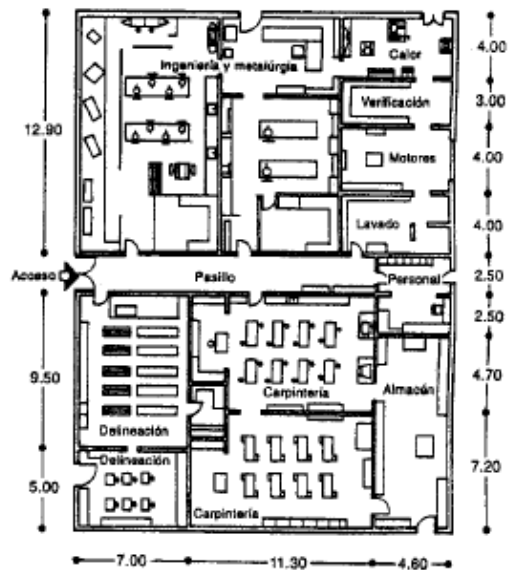 4.00
Calor
Ingeniería y metalúrgia
3.00
Verificación
12.90
4.00
Motores
4.00
Lavado
Acceso
Pasillo
Personal
2.50
2.50
9.50
4.70
Carpintería
Almacán
Delineación
Delineación
7.20
5.00
Carpintería
7.00
11.30
4.60